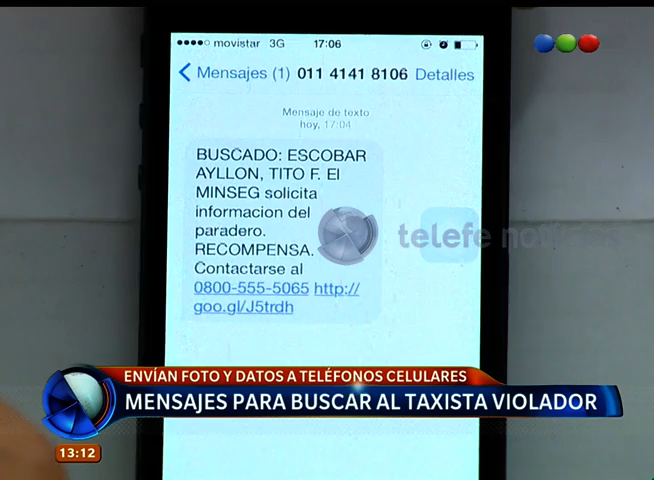 movistar 3G 17:06
Mensajes (1) 011 4141 8106 Detalles
Mensaje de texto
hoy, 17:04
BUSCADO: ESCOBAR
AYLLON, TITO F. El
MINSEG solicita
informacion del
paradero.
RECOMPENSA.
Contactarse al
0800-555-5065 http://
goo.gl/J5trdh
telefe noticias
ENVÍAN FOTO Y DATOS A TELÉFONOS CELULARES
MENSAJES PARA BUSCAR AL TAXISTA VIOLADOR
13:12